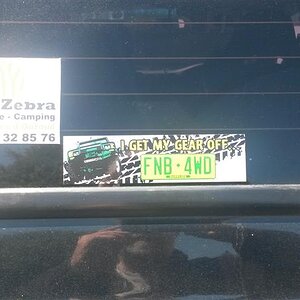 Zebra
e - Camping
32 85 76
I GET MY GEAR OFF
FNB·4WD